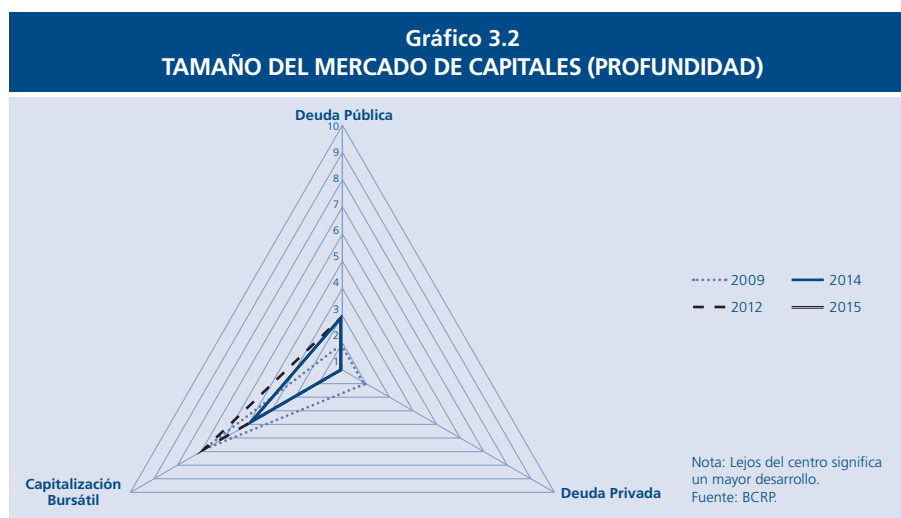 Gráfico 3.2
TAMAÑO DEL MERCADO DE CAPITALES (PROFUNDIDAD)
Deuda Pública
10
9
8
7
6
5
4
3
2
1
2009
2014
2012
2015
Capitalización
Bursátil
Deuda Privada
Nota: Lejos del centro significa
un mayor desarrollo.
Fuente: BCRP.